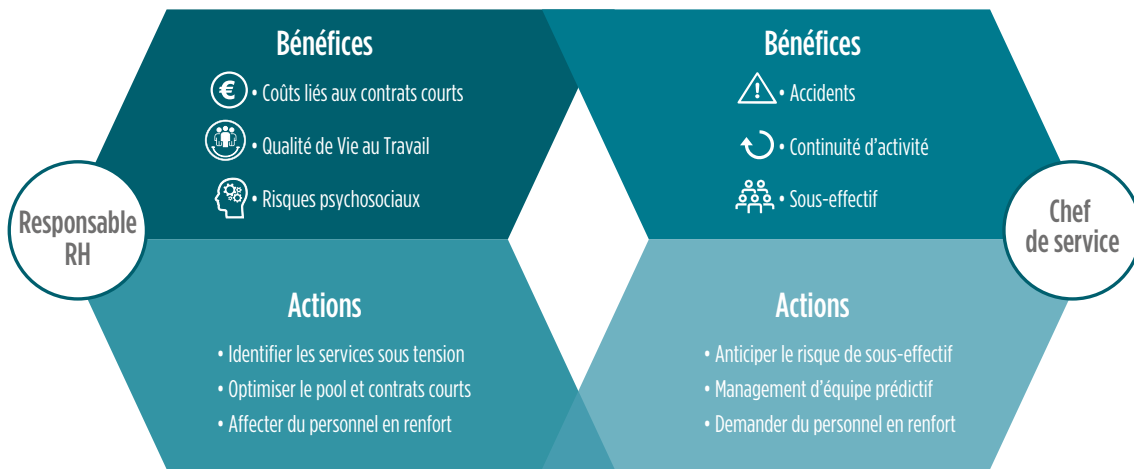 Bénéfices
€
• Coûts liés aux contrats courts
• Qualité de Vie au Travail
• Risques psychosociaux
Responsable
RH
Actions
• Identifier les services sous tension
• Optimiser le pool et contrats courts
• Affecter du personnel en renfort
Bénéfices
!
• Accidents
• Continuité d'activité
• Sous-effectif
Chef
de service
Actions
• Anticiper le risque de sous-effectif
• Management d'équipe prédictif
• Demander du personnel en renfort